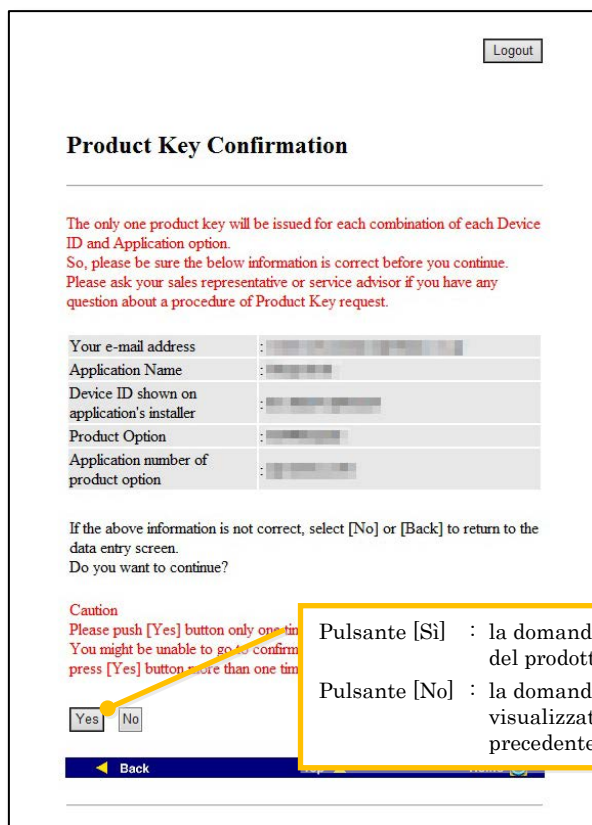 Logout
Product Key Confirmation
The only one product key will be issued for each combination of each Device
ID and Application option.
So, please be sure the below information is correct before you continue.
Please ask your sales representative or service advisor if you have any
question about a procedure of Product Key request.
Your e-mail address :
Application Name :
Device ID shown on
application's installer :
Product Option :
Application number of
product option :
If the above information is not correct, select [No] or [Back] to return to the
data entry screen.
Do you want to continue?
Caution
Please push [Yes] button only one tim
You might be unable to go to confirm
press [Yes] button more than one tim
Pulsante [Sì] : la domand
del prodott
Pulsante [No] : la domand
visualizzat
precedente
Yes No
Back